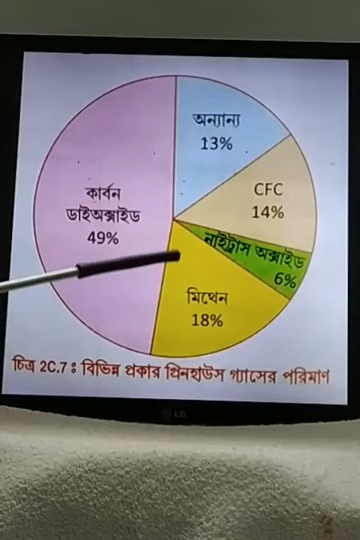 অন্যান্য
13%
CFC
14%
নাইট্রাস অক্সাইড
6%
মিথেন
18%
কার্বন
ডাইঅক্সাইড
49%
চিত্র 2C.7 : বিভিন্ন প্রকার গ্রিনহাউস গ্যাসের পরিমাণ
LG